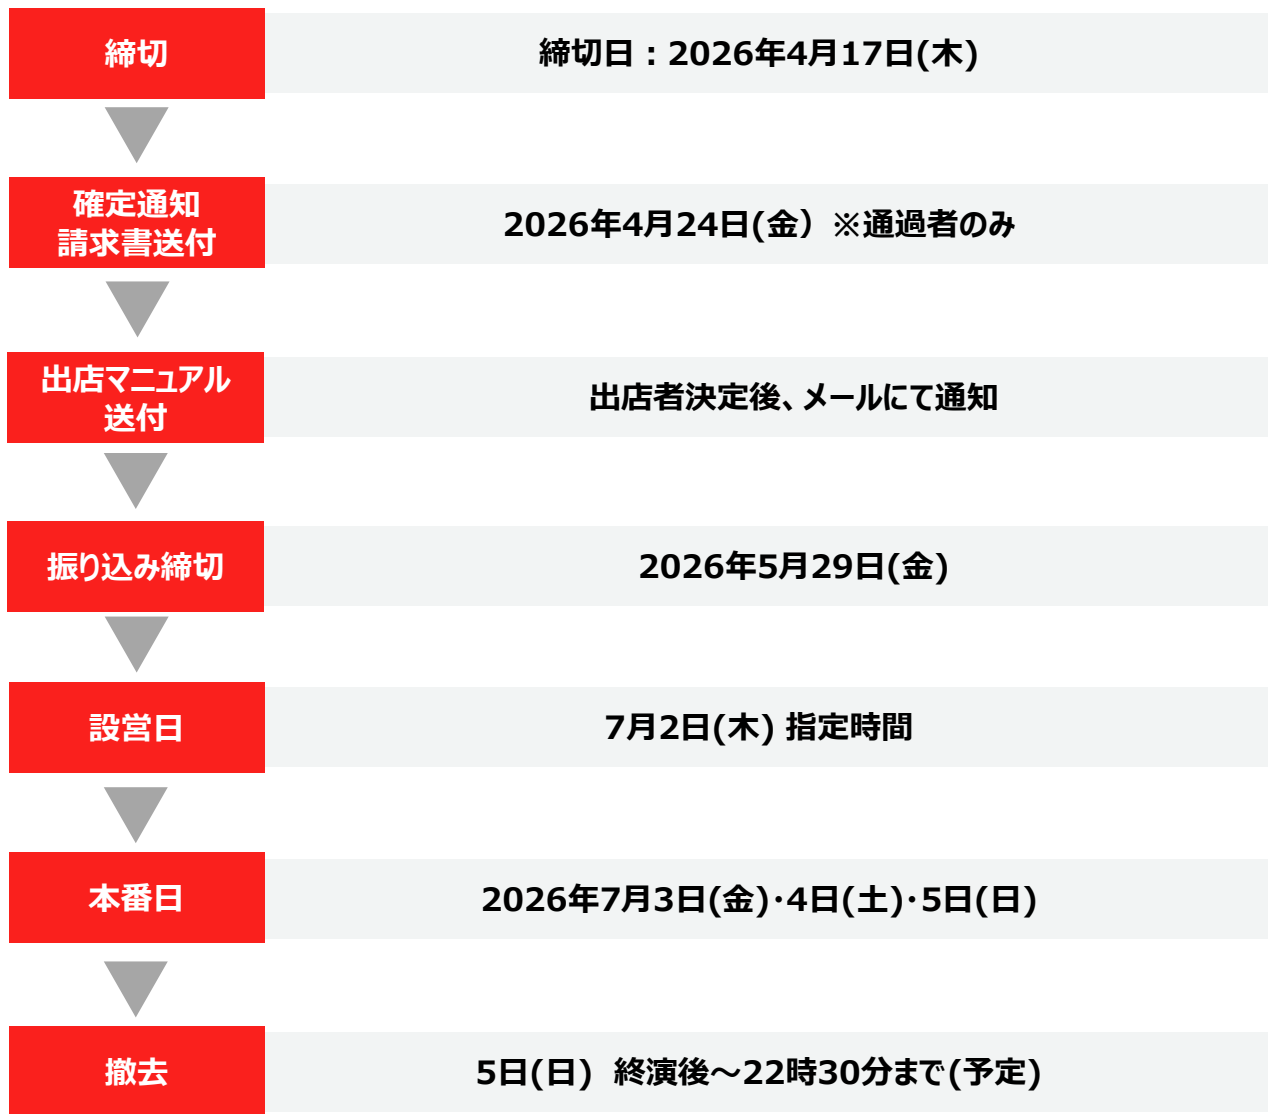 締切
締切日：2026年4月17日(木)
確定通知
請求書送付
2026年4月24日(金）※通過者のみ
出店マニュアル
送付
出店者決定後、メールにて通知
振り込み締切
2026年5月29日(金)
設営日
7月2日(木) 指定時間
本番日
2026年7月3日(金)･4日(土)･5日(日)
撤去
5日(日)  終演後～22時30分まで(予定)